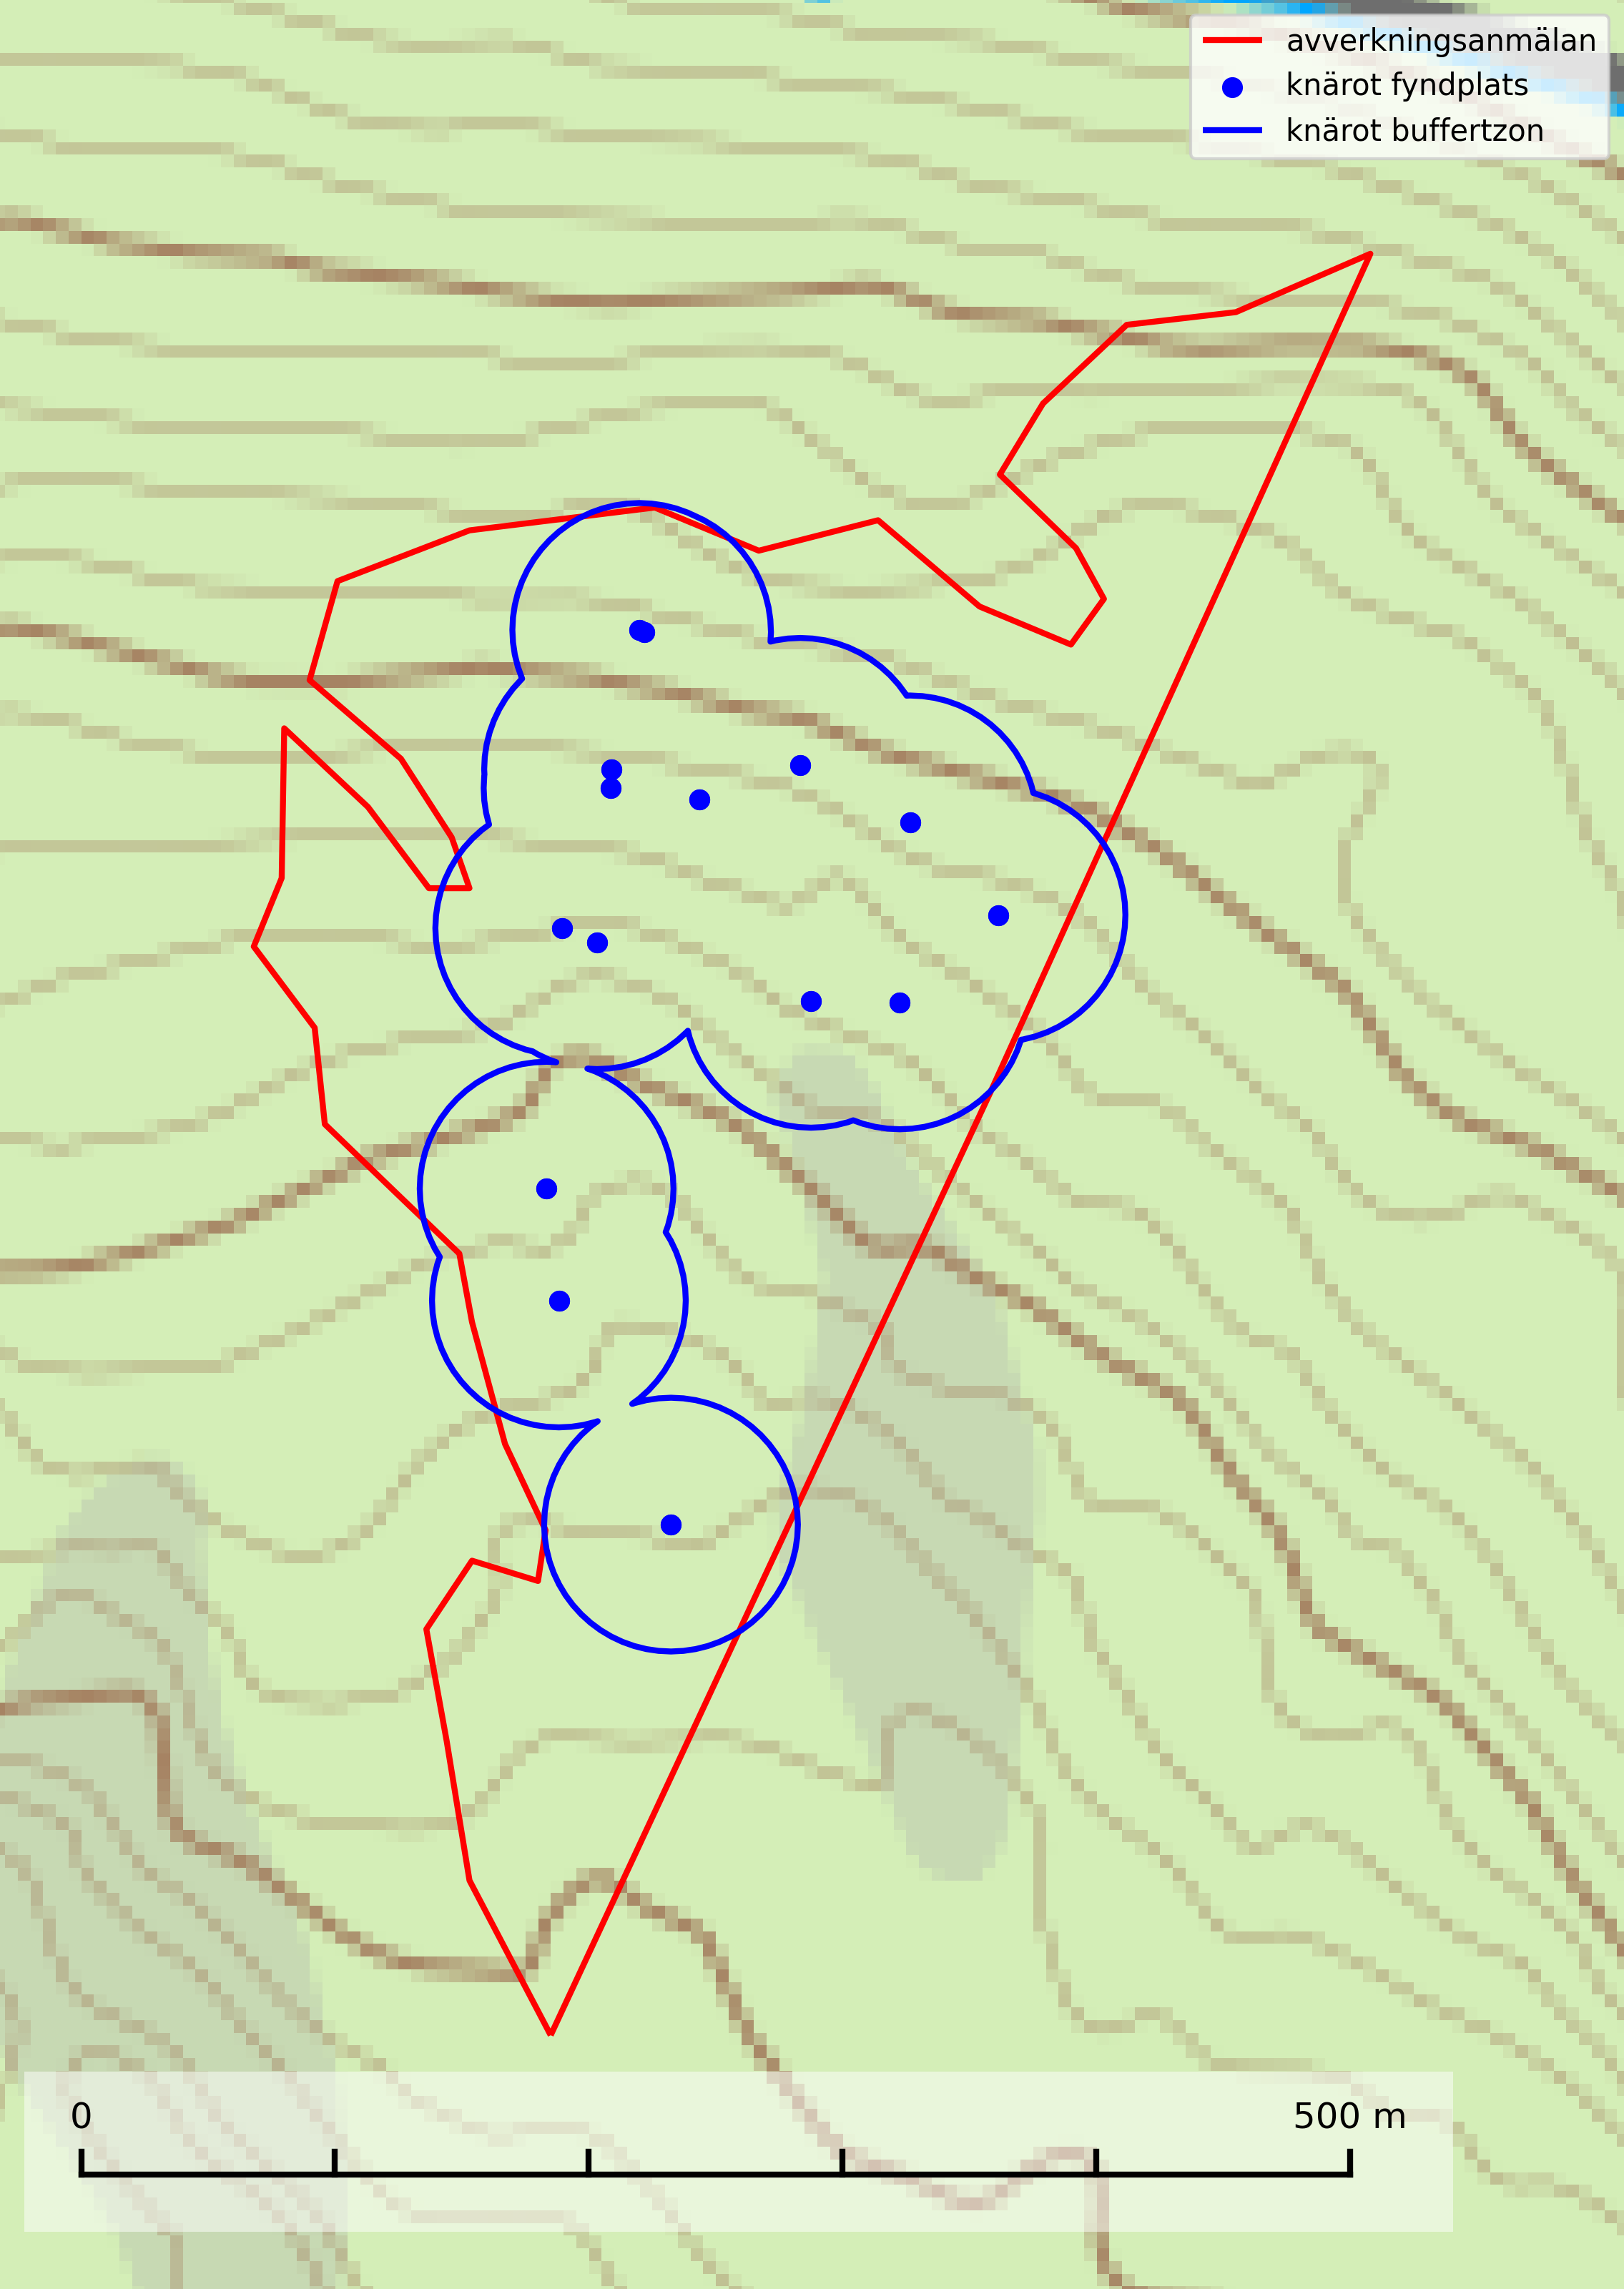 avverkningsanmälan
knärot fyndplats
knärot buffertzon
0 500 m